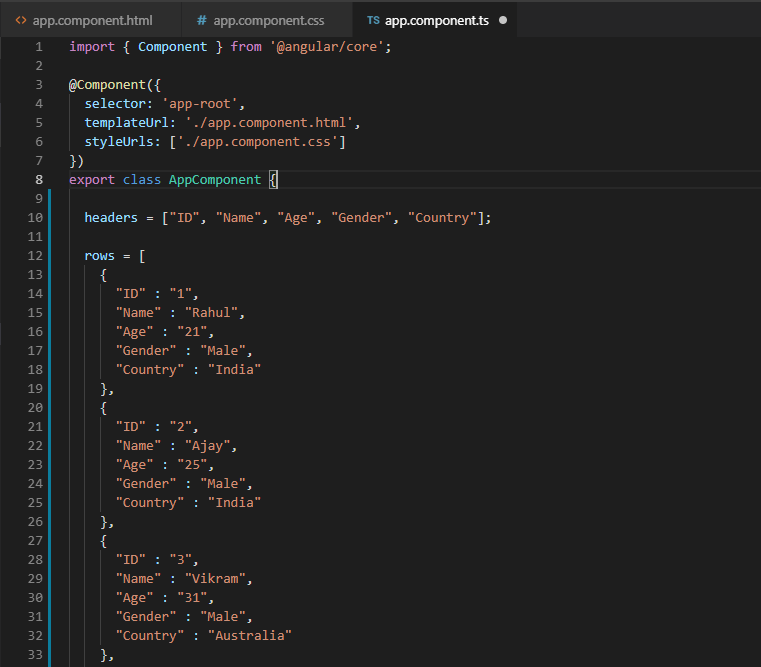 <> app.component.html # app.component.css TS app.component.ts ●
1 import { Component } from '@angular/core';
2
3 @Component({
4   selector: 'app-root',
5   templateUrl: './app.component.html',
6   styleUrls: ['./app.component.css']
7 })
8 export class AppComponent {
9
10   headers = ["ID", "Name", "Age", "Gender", "Country"];
11
12   rows = [
13     {
14       "ID" : "1",
15       "Name" : "Rahul",
16       "Age" : "21",
17       "Gender" : "Male",
18       "Country" : "India"
19     },
20     {
21       "ID" : "2",
22       "Name" : "Ajay",
23       "Age" : "25",
24       "Gender" : "Male",
25       "Country" : "India"
26     },
27     {
28       "ID" : "3",
29       "Name" : "Vikram",
30       "Age" : "31",
31       "Gender" : "Male",
32       "Country" : "Australia"
33     },